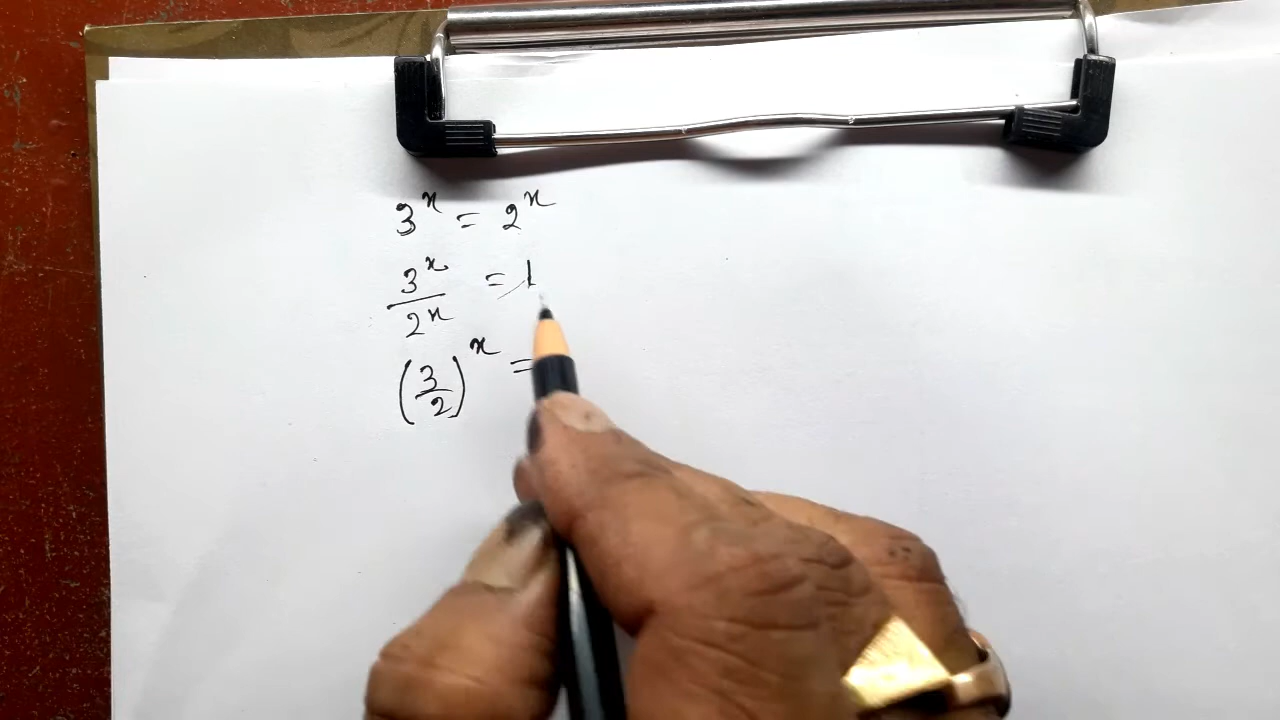 3^x = 2^x
3^x / 2^x = 1
(3/2)^x =